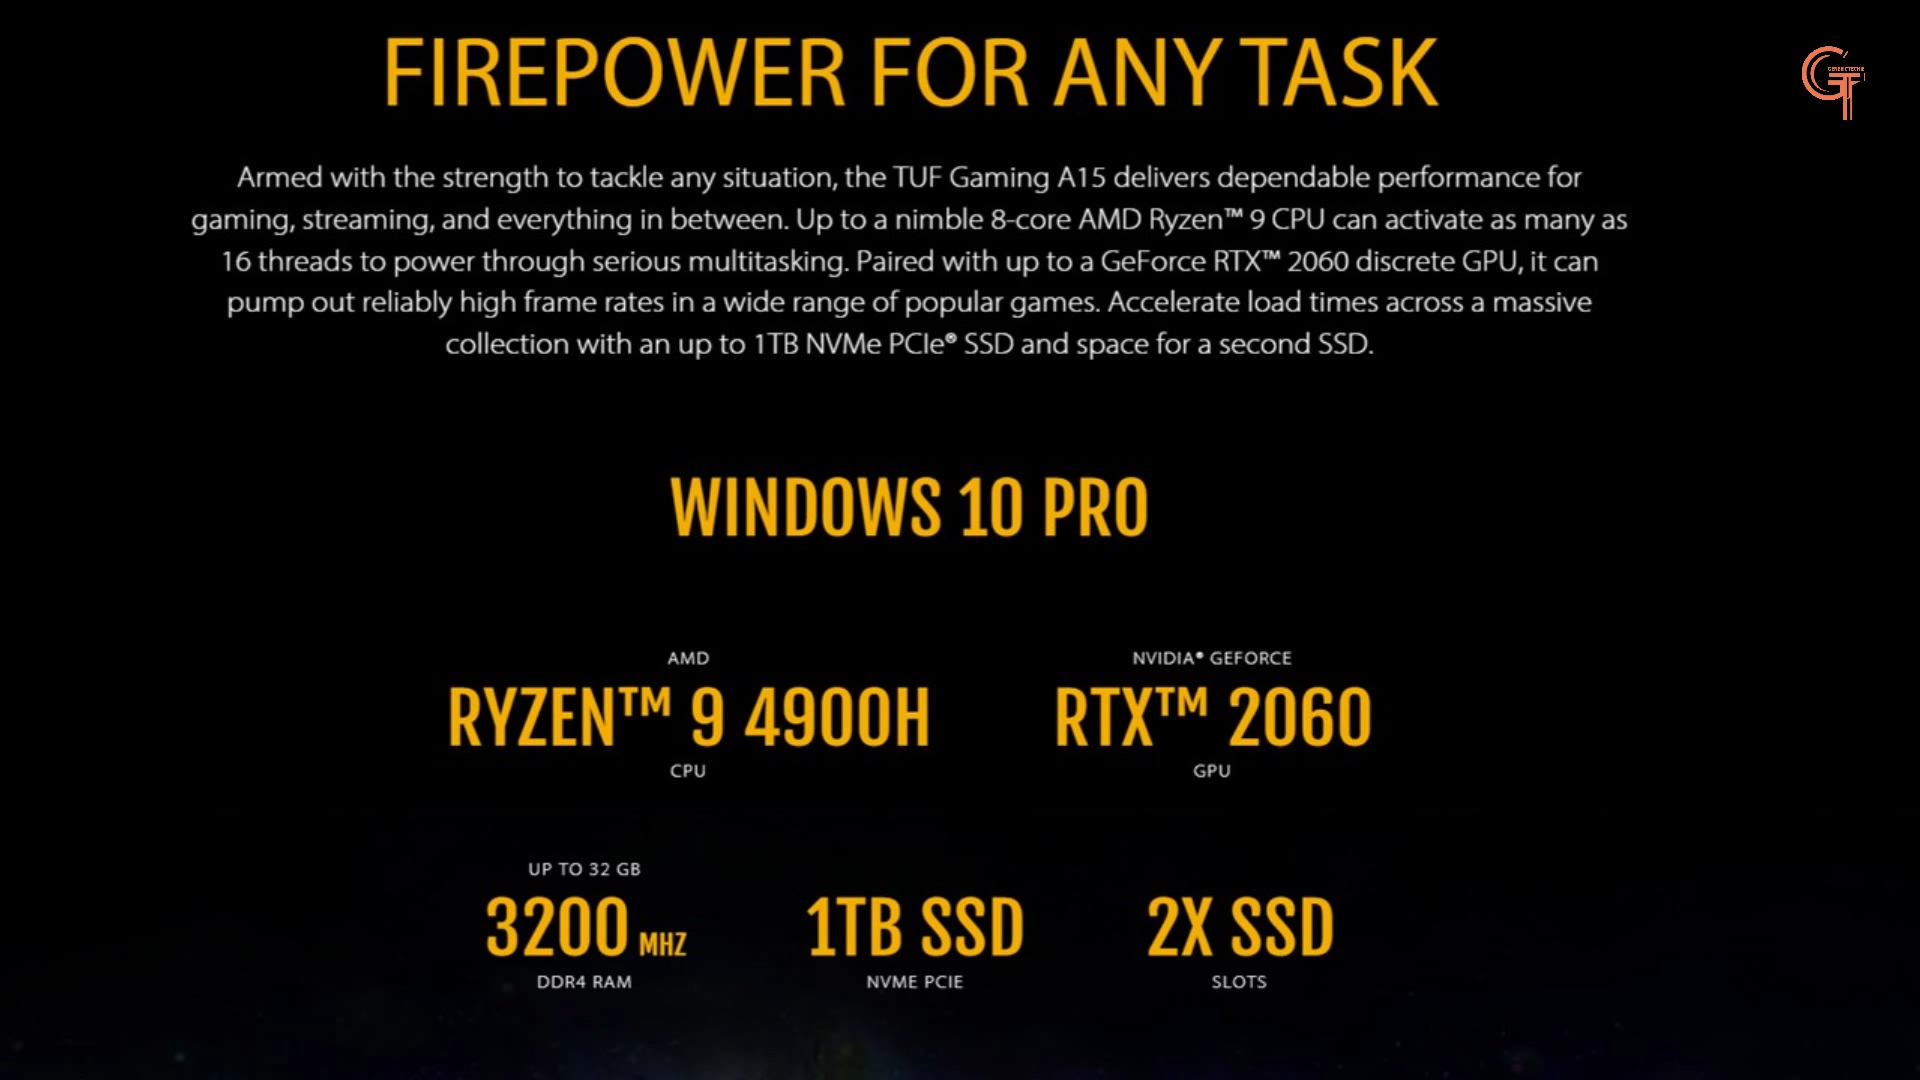 FIREPOWER FOR ANY TASK
Armed with the strength to tackle any situation, the TUF Gaming A15 delivers dependable performance for
gaming, streaming, and everything in between. Up to a nimble 8-core AMD Ryzen™ 9 CPU can activate as many as
16 threads to power through serious multitasking. Paired with up to a GeForce RTX™ 2060 discrete GPU, it can
pump out reliably high frame rates in a wide range of popular games. Accelerate load times across a massive
collection with an up to 1TB NVMe PCIe® SSD and space for a second SSD.
WINDOWS 10 PRO
AMD
RYZEN™ 9 4900H
CPU
NVIDIA® GEFORCE
RTX™ 2060
GPU
UP TO 32 GB
3200 MHZ
DDR4 RAM
1TB SSD
NVME PCIE
2X SSD
SLOTS